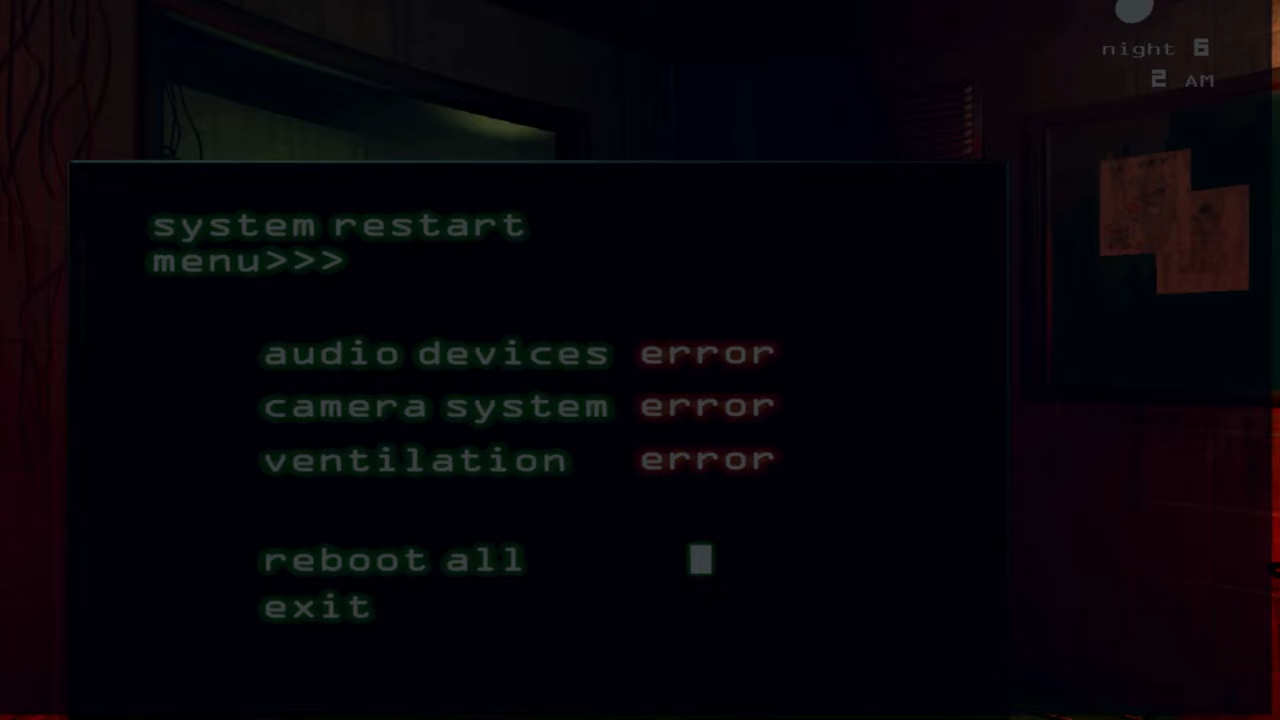 night 6
2 AM
system restart
menu>>>
audio devices error
camera system error
ventilation error
reboot all
exit